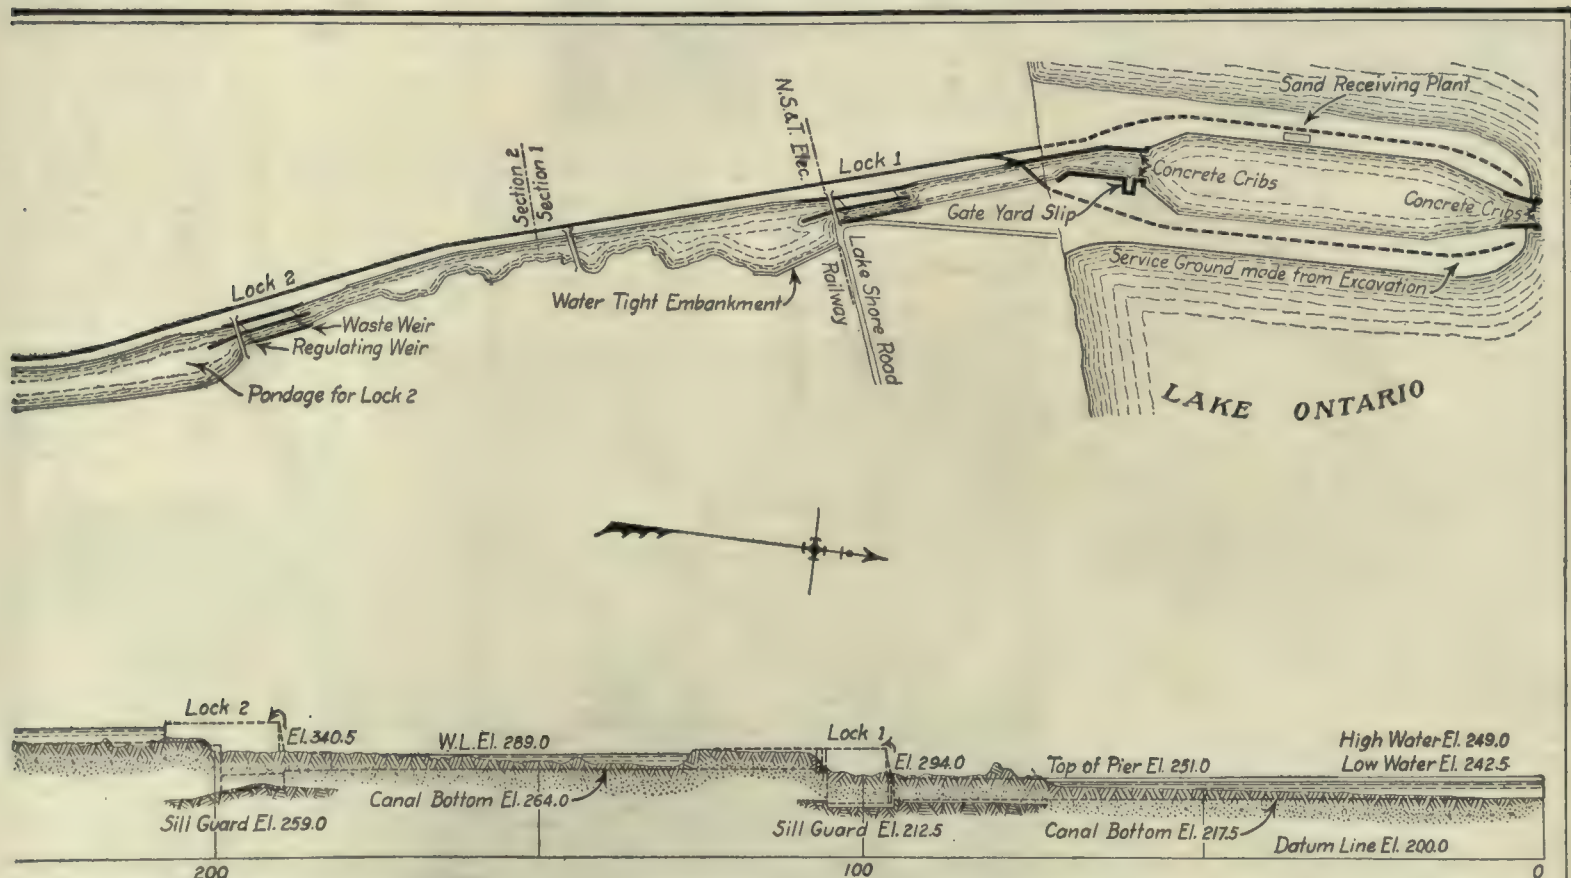 Sand Receiving Plant
N.S.&T. Elec.
Railway
Lake Shore Road
Lock 1
Concrete Cribs
Concrete Cribs
Section 2
Section 1
Gate Yard Slip
Service Ground made from Excavation
Lock 2
Water Tight Embankment
Waste Weir
Regulating Weir
Pondage for Lock 2
LAKE ONTARIO
Lock 2
El. 340.5
W.L. El. 289.0
Lock 1
El. 294.0
Top of Pier El. 251.0
High Water El. 249.0
Low Water El. 242.5
Canal Bottom El. 264.0
Sill Guard El. 259.0
Sill Guard El. 212.5
Canal Bottom El. 217.5
Datum Line El. 200.0
200
100
0